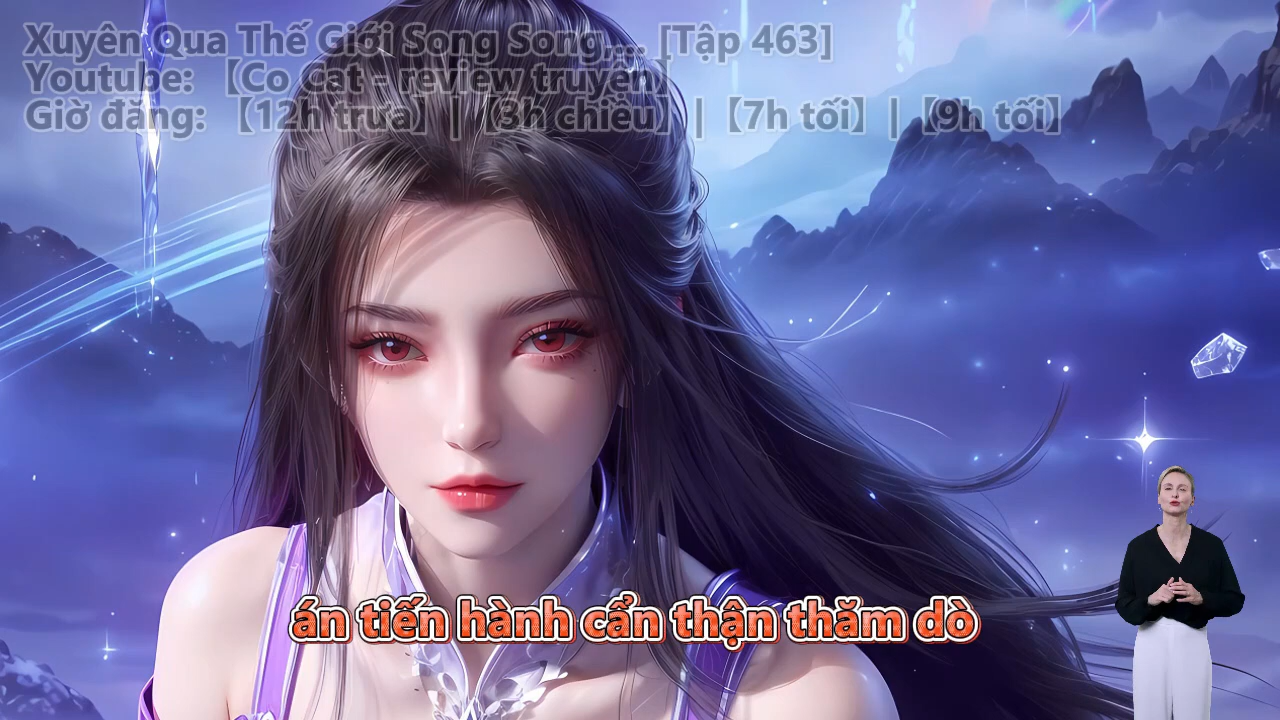 Xuyên Qua Thế Giới Song Song,... [Tập 463]
Youtube: 【Cọ Cat - review truyện】
Giờ đăng: 【12h trưa】 | 【3h chiều】 | 【7h tối】 | 【9h tối】
án tiến hành cẩn thận thăm dò